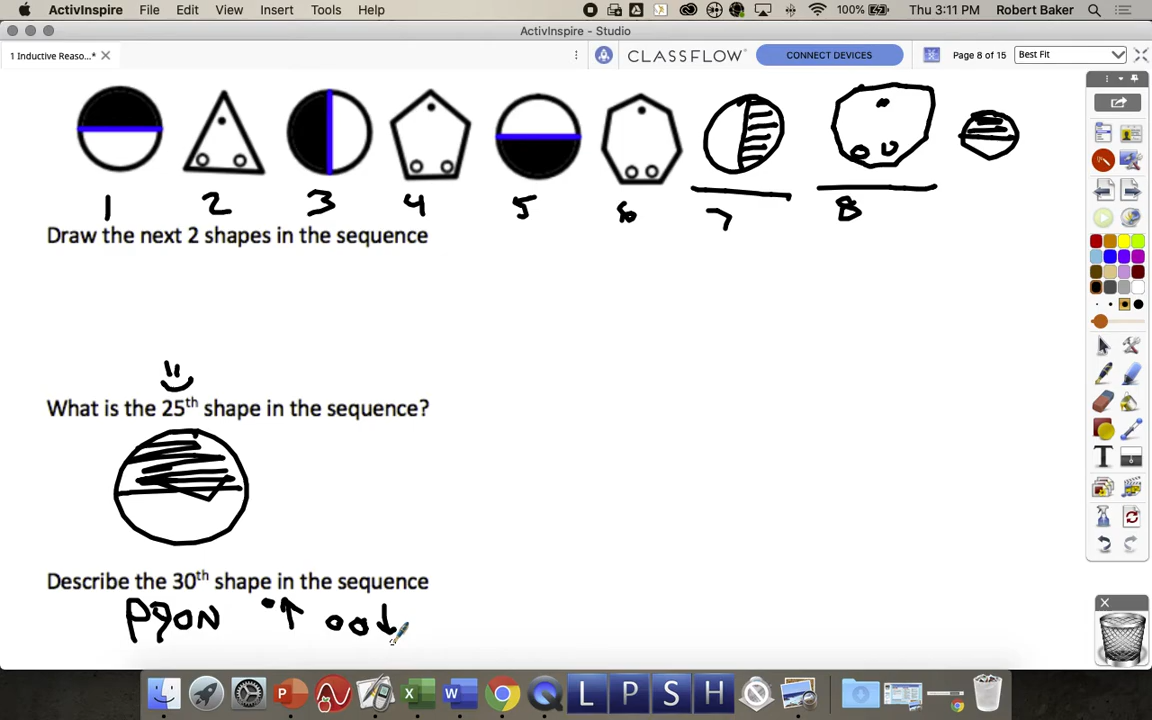 ActivInspire File Edit View Insert Tools Help 100% Thu 3:11 PM Robert Baker
ActivInspire - Studio
1 Inductive Reaso...* CLASSFLOW CONNECT DEVICES Page 8 of 15 Best Fit
1 2 3 4 5 6 7 8
Draw the next 2 shapes in the sequence
What is the 25th shape in the sequence?
Describe the 30th shape in the sequence
L P S H